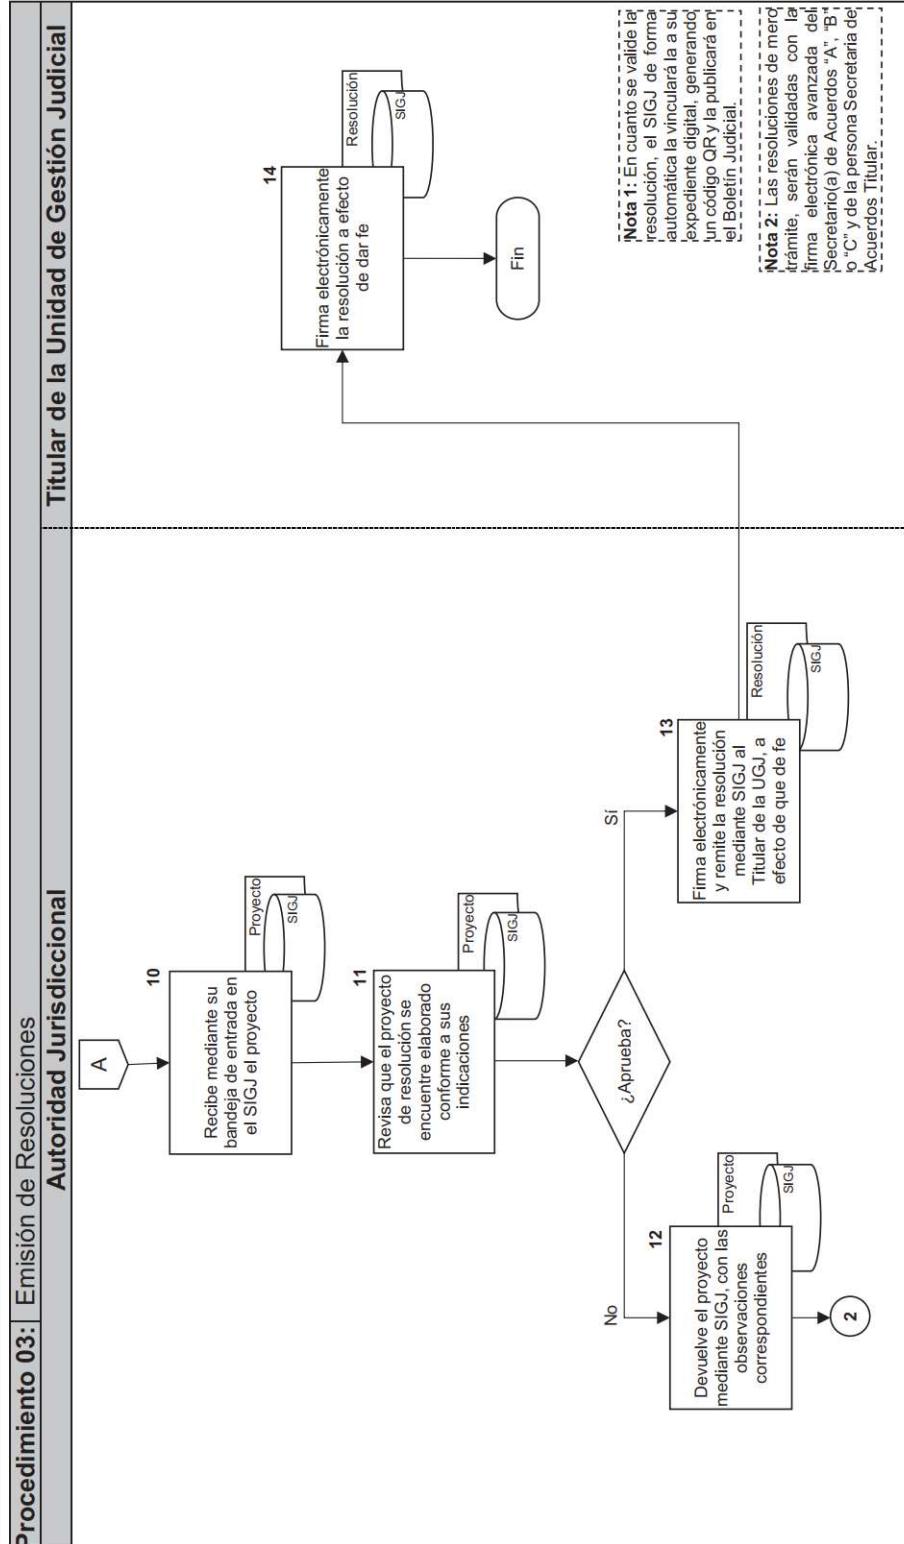 Procedimiento 03: Emisión de Resoluciones
Autoridad Jurisdiccional
Titular de la Unidad de Gestión Judicial
A
10
Recibe mediante su
bandeja de entrada en
el SIGJ el proyecto
Proyecto
SIGJ
11
Revisa que el proyecto
de resolución se
encuentre elaborado
conforme a sus
indicaciones
Proyecto
SIGJ
¿Aprueba?
No
Sí
12
Devuelve el proyecto
mediante SIGJ, con las
observaciones
correspondientes
Proyecto
SIGJ
2
13
Firma electrónicamente
y remite la resolución
mediante SIGJ al
Titular de la UGJ, a
efecto de que de fe
Resolución
SIGJ
14
Firma electrónicamente
la resolución a efecto
de dar fe
Resolución
SIGJ
Fin
Nota 1: En cuanto se valide la
resolución, el SIGJ de forma
automática la vinculará la a su
expediente digital, generando
un código QR y la publicará en
el Boletín Judicial.
Nota 2: Las resoluciones de mero
trámite, serán validadas con la
firma electrónica avanzada del
Secretario(a) de Acuerdos “A”, “B”
o “C” y de la persona Secretaria de
Acuerdos Titular.